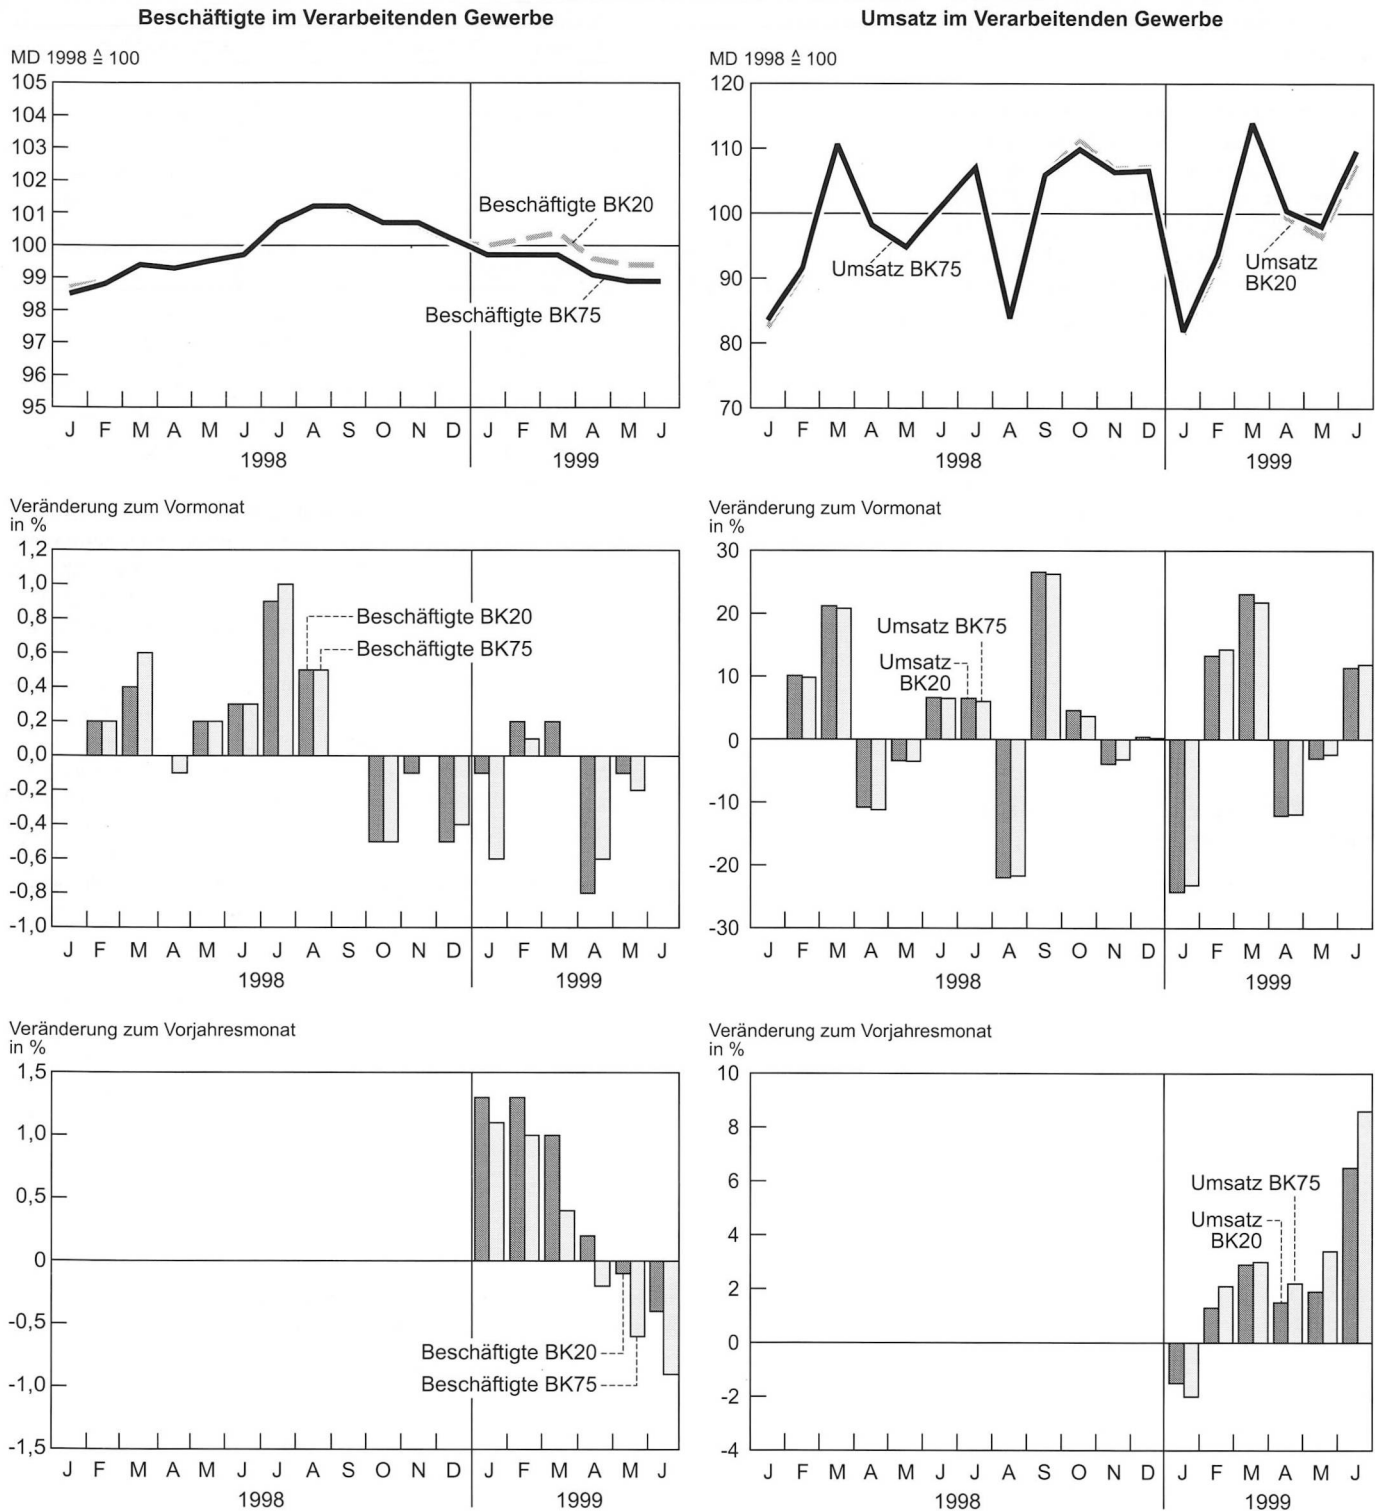 Beschäftigte im Verarbeitenden Gewerbe
MD 1998 ≙ 100
105
104
103
102
101
100
99
98
97
96
95
Beschäftigte BK20
Beschäftigte BK75
J F M A M J J A S O N D J F M A M J
1998 1999
Umsatz im Verarbeitenden Gewerbe
MD 1998 ≙ 100
120
110
100
90
80
70
Umsatz BK75
Umsatz
BK20
J F M A M J J A S O N D J F M A M J
1998 1999
Veränderung zum Vormonat
in %
1,2
1,0
0,8
0,6
0,4
0,2
0,0
-0,2
-0,4
-0,6
-0,8
-1,0
Beschäftigte BK20
Beschäftigte BK75
J F M A M J J A S O N D J F M A M J
1998 1999
Veränderung zum Vormonat
in %
30
20
10
0
-10
-20
-30
Umsatz BK75
Umsatz
BK20
J F M A M J J A S O N D J F M A M J
1998 1999
Veränderung zum Vorjahresmonat
in %
1,5
1,0
0,5
0
-0,5
-1,0
-1,5
Beschäftigte BK20
Beschäftigte BK75
J F M A M J J A S O N D J F M A M J
1998 1999
Veränderung zum Vorjahresmonat
in %
10
8
6
4
2
0
-2
-4
Umsatz BK75
Umsatz
BK20
J F M A M J J A S O N D J F M A M J
1998 1999